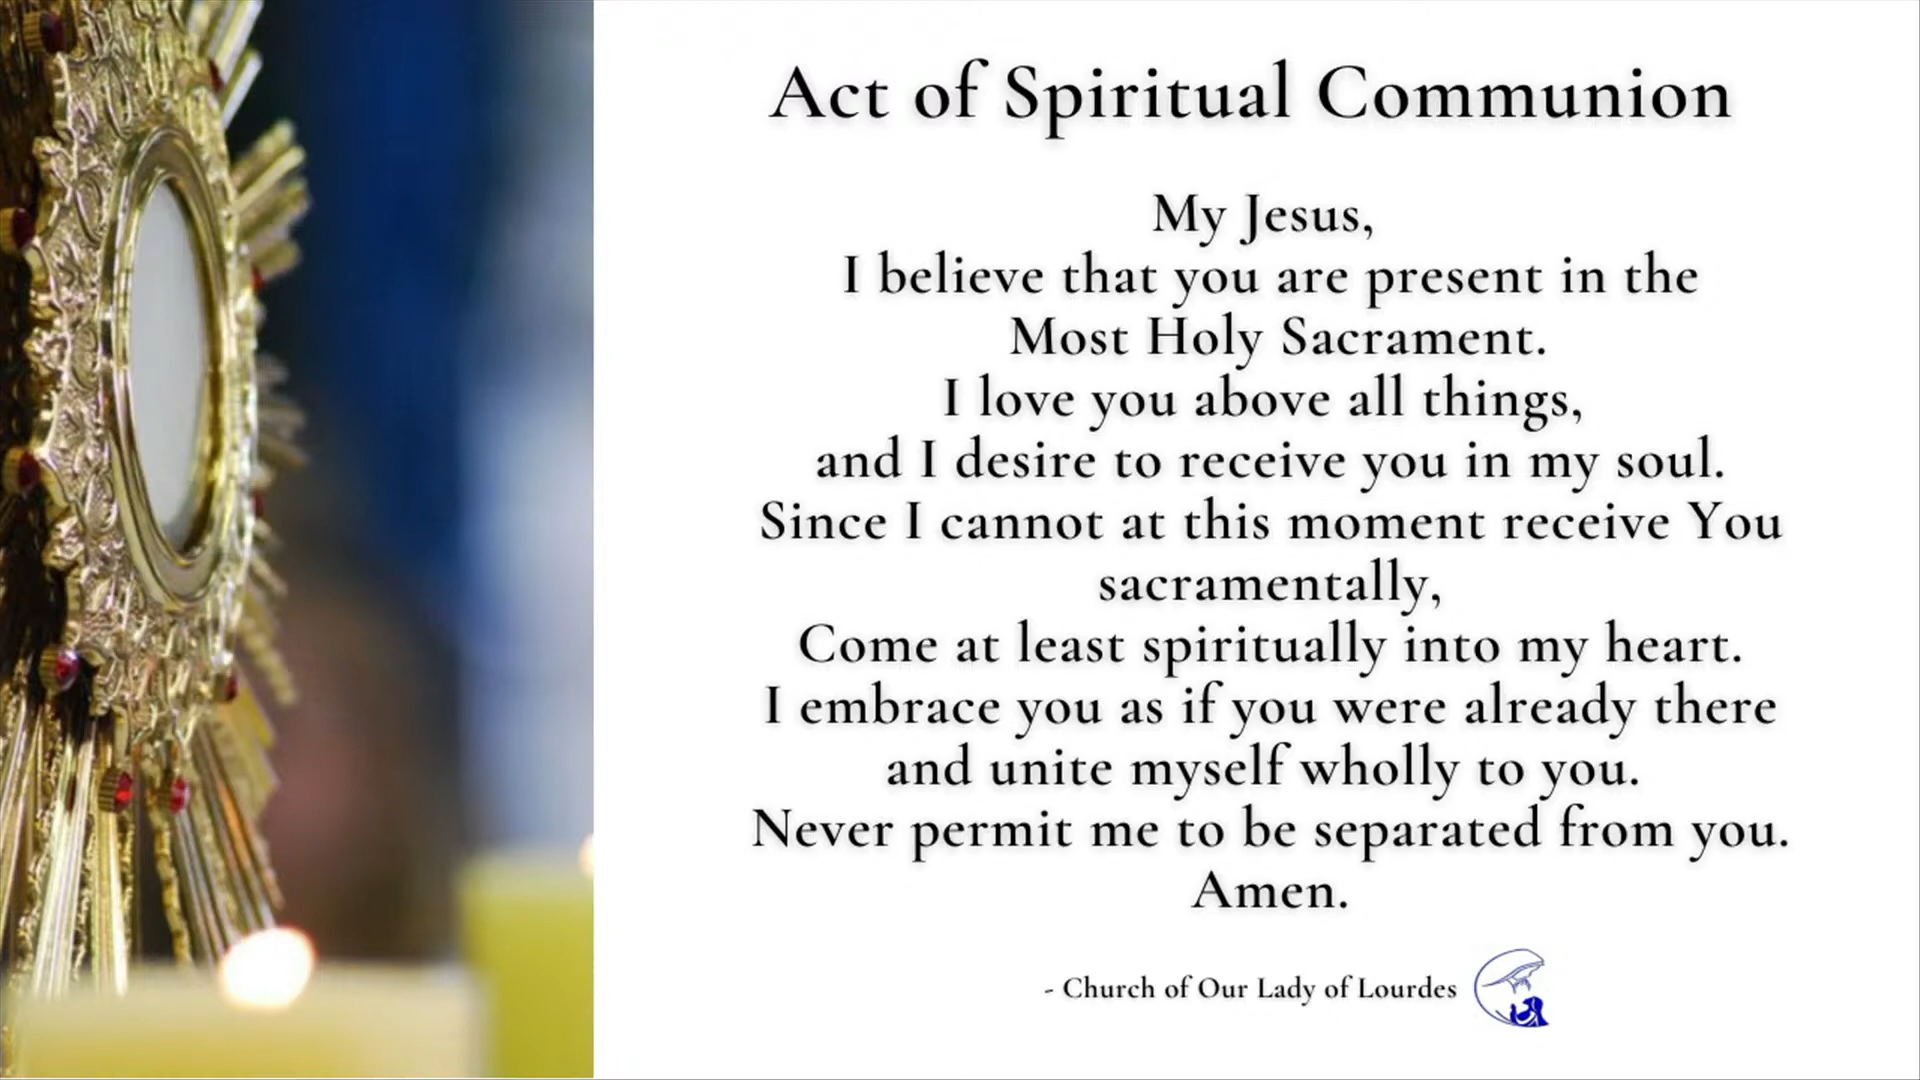 Act of Spiritual Communion
My Jesus,
I believe that you are present in the
Most Holy Sacrament.
I love you above all things,
and I desire to receive you in my soul.
Since I cannot at this moment receive You
sacramentally,
Come at least spiritually into my heart.
I embrace you as if you were already there
and unite myself wholly to you.
Never permit me to be separated from you.
Amen.
- Church of Our Lady of Lourdes